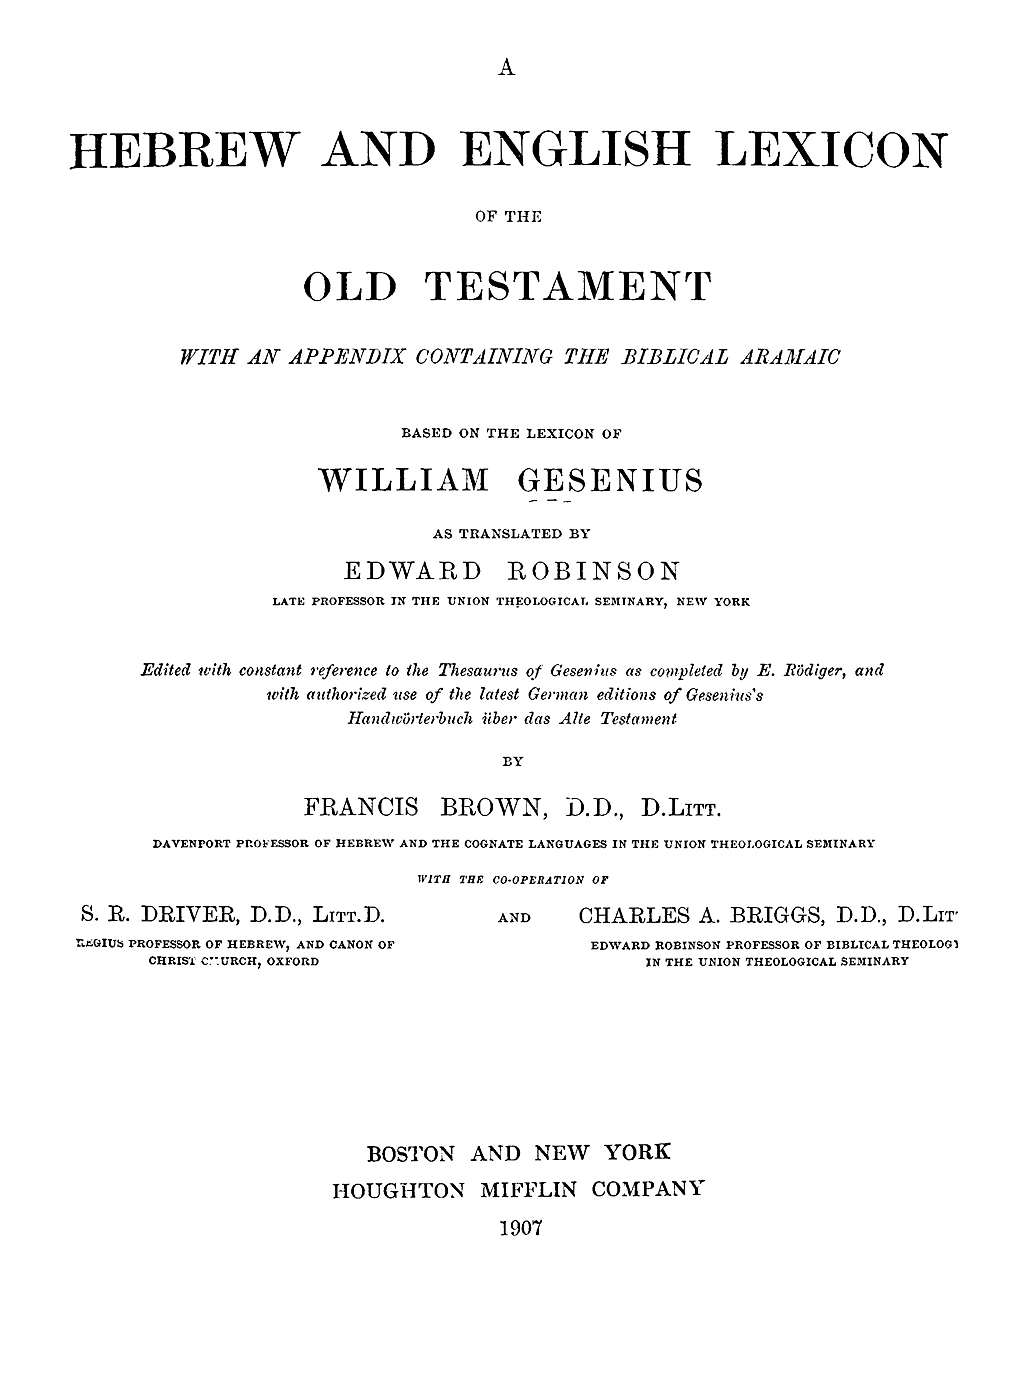 A
HEBREW AND ENGLISH LEXICON
OF THE
OLD TESTAMENT
WITH AN APPENDIX CONTAINING THE BIBLICAL ARAMAIC
BASED ON THE LEXICON OF
WILLIAM GESENIUS
AS TRANSLATED BY
EDWARD ROBINSON
LATE PROFESSOR IN THE UNION THEOLOGICAL SEMINARY, NEW YORK
Edited with constant reference to the Thesaurus of Gesenius as completed by E. Rödiger, and
with authorized use of the latest German editions of Gesenius's
Handwörterbuch über das Alte Testament
BY
FRANCIS BROWN, D.D., D.LITT.
DAVENPORT PROFESSOR OF HEBREW AND THE COGNATE LANGUAGES IN THE UNION THEOLOGICAL SEMINARY
WITH THE CO-OPERATION OF
S. R. DRIVER, D.D., LITT.D. AND CHARLES A. BRIGGS, D.D., D.LIT
REGIUS PROFESSOR OF HEBREW, AND CANON OF
CHRIST CHURCH, OXFORD
EDWARD ROBINSON PROFESSOR OF BIBLICAL THEOLOGY
IN THE UNION THEOLOGICAL SEMINARY
BOSTON AND NEW YORK
HOUGHTON MIFFLIN COMPANY
1907